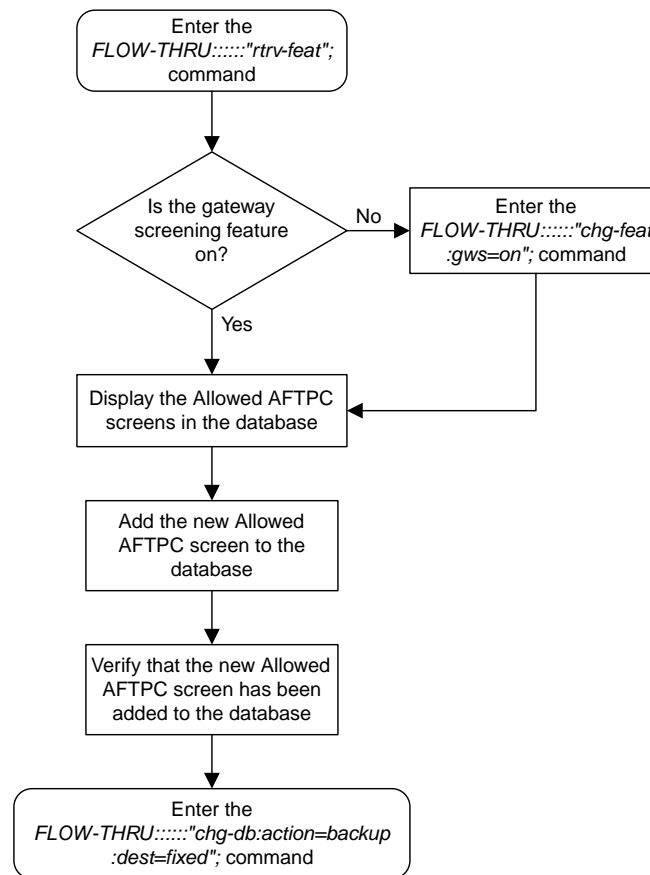 Enter the
FLOW-THRU::::::"rtrv-feat";
command
Is the gateway
screening feature
on?
No
Enter the
FLOW-THRU::::::"chg-feat
:gws=on"; command
Yes
Display the Allowed AFTPC
screens in the database
Add the new Allowed
AFTPC screen to the
database
Verify that the new Allowed
AFTPC screen has been
added to the database
Enter the
FLOW-THRU::::::"chg-db:action=backup
:dest=fixed"; command